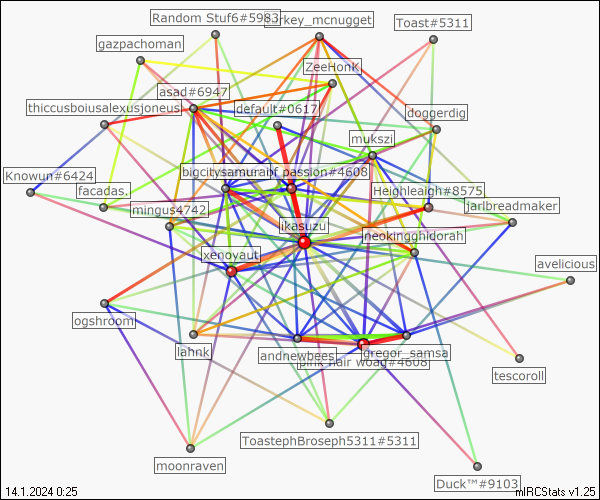 Random Stuf6#5983
turkey_mcnugget
Toast#5311
gazpachoman
ZeeHonK
asad#6947
thiccusboiusalexusjoneus
default#0617
doggerdig
mukszi
Knowun#6424
bigcitysamurai
passion#4608
facadas.
Heighleaigh#8575
mingus4742
jarlbreadmaker
ikasuzu
neokingghidorah
xenoyaut
avelicious
ogshroom
lahnk
andnewbees
gregor_samsa
pink hair woag#4608
tescoroll
ToastephBroseph5311#5311
moonraven
Duck™#9103
14.1.2024 0:25
mIRCStats v1.25